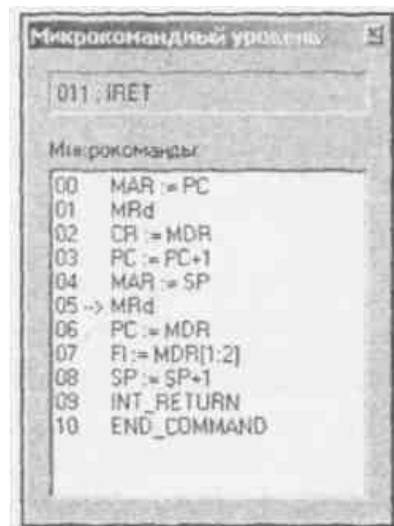 Микрокомандный уровень
011 : IRET
Микрокоманды:
00 MAR := PC
01 MRd
02 CR := MDR
03 PC := PC+1
04 MAR := SP
05 --> MRd
06 PC := MDR
07 FI := MDR[1:2]
08 SP := SP+1
09 INT_RETURN
10 END_COMMAND